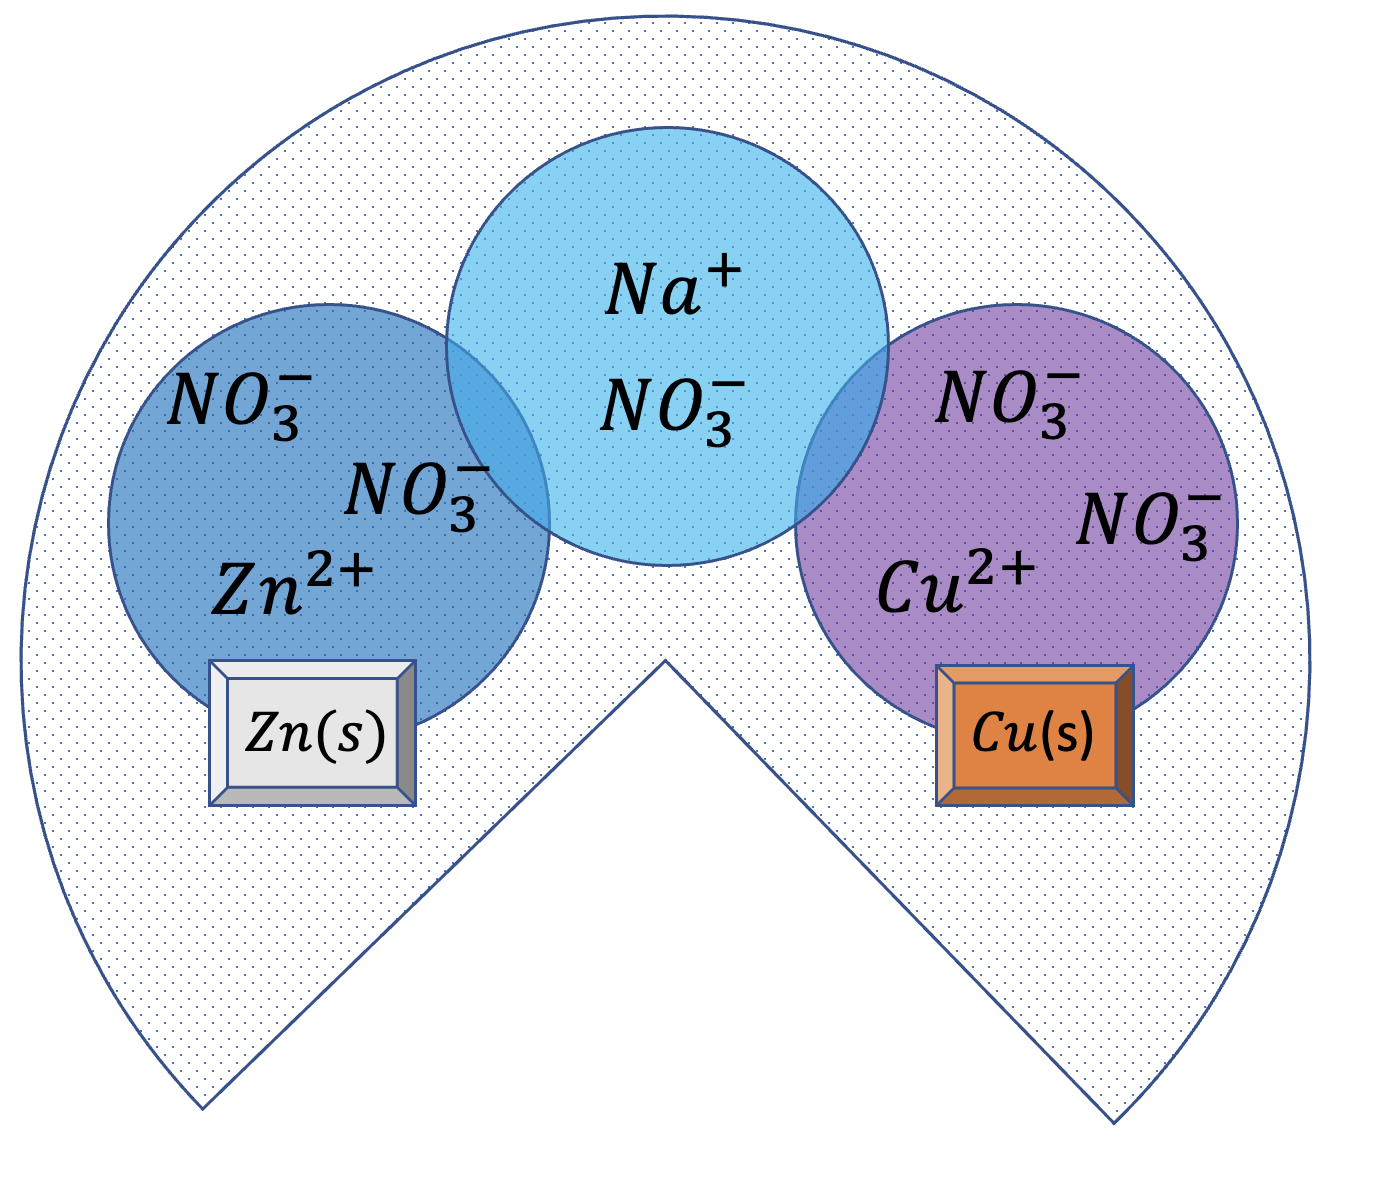 Na⁺
NO₃⁻
NO₃⁻
NO₃⁻
Zn²⁺
Zn(s)
NO₃⁻
NO₃⁻
Cu²⁺
Cu(s)